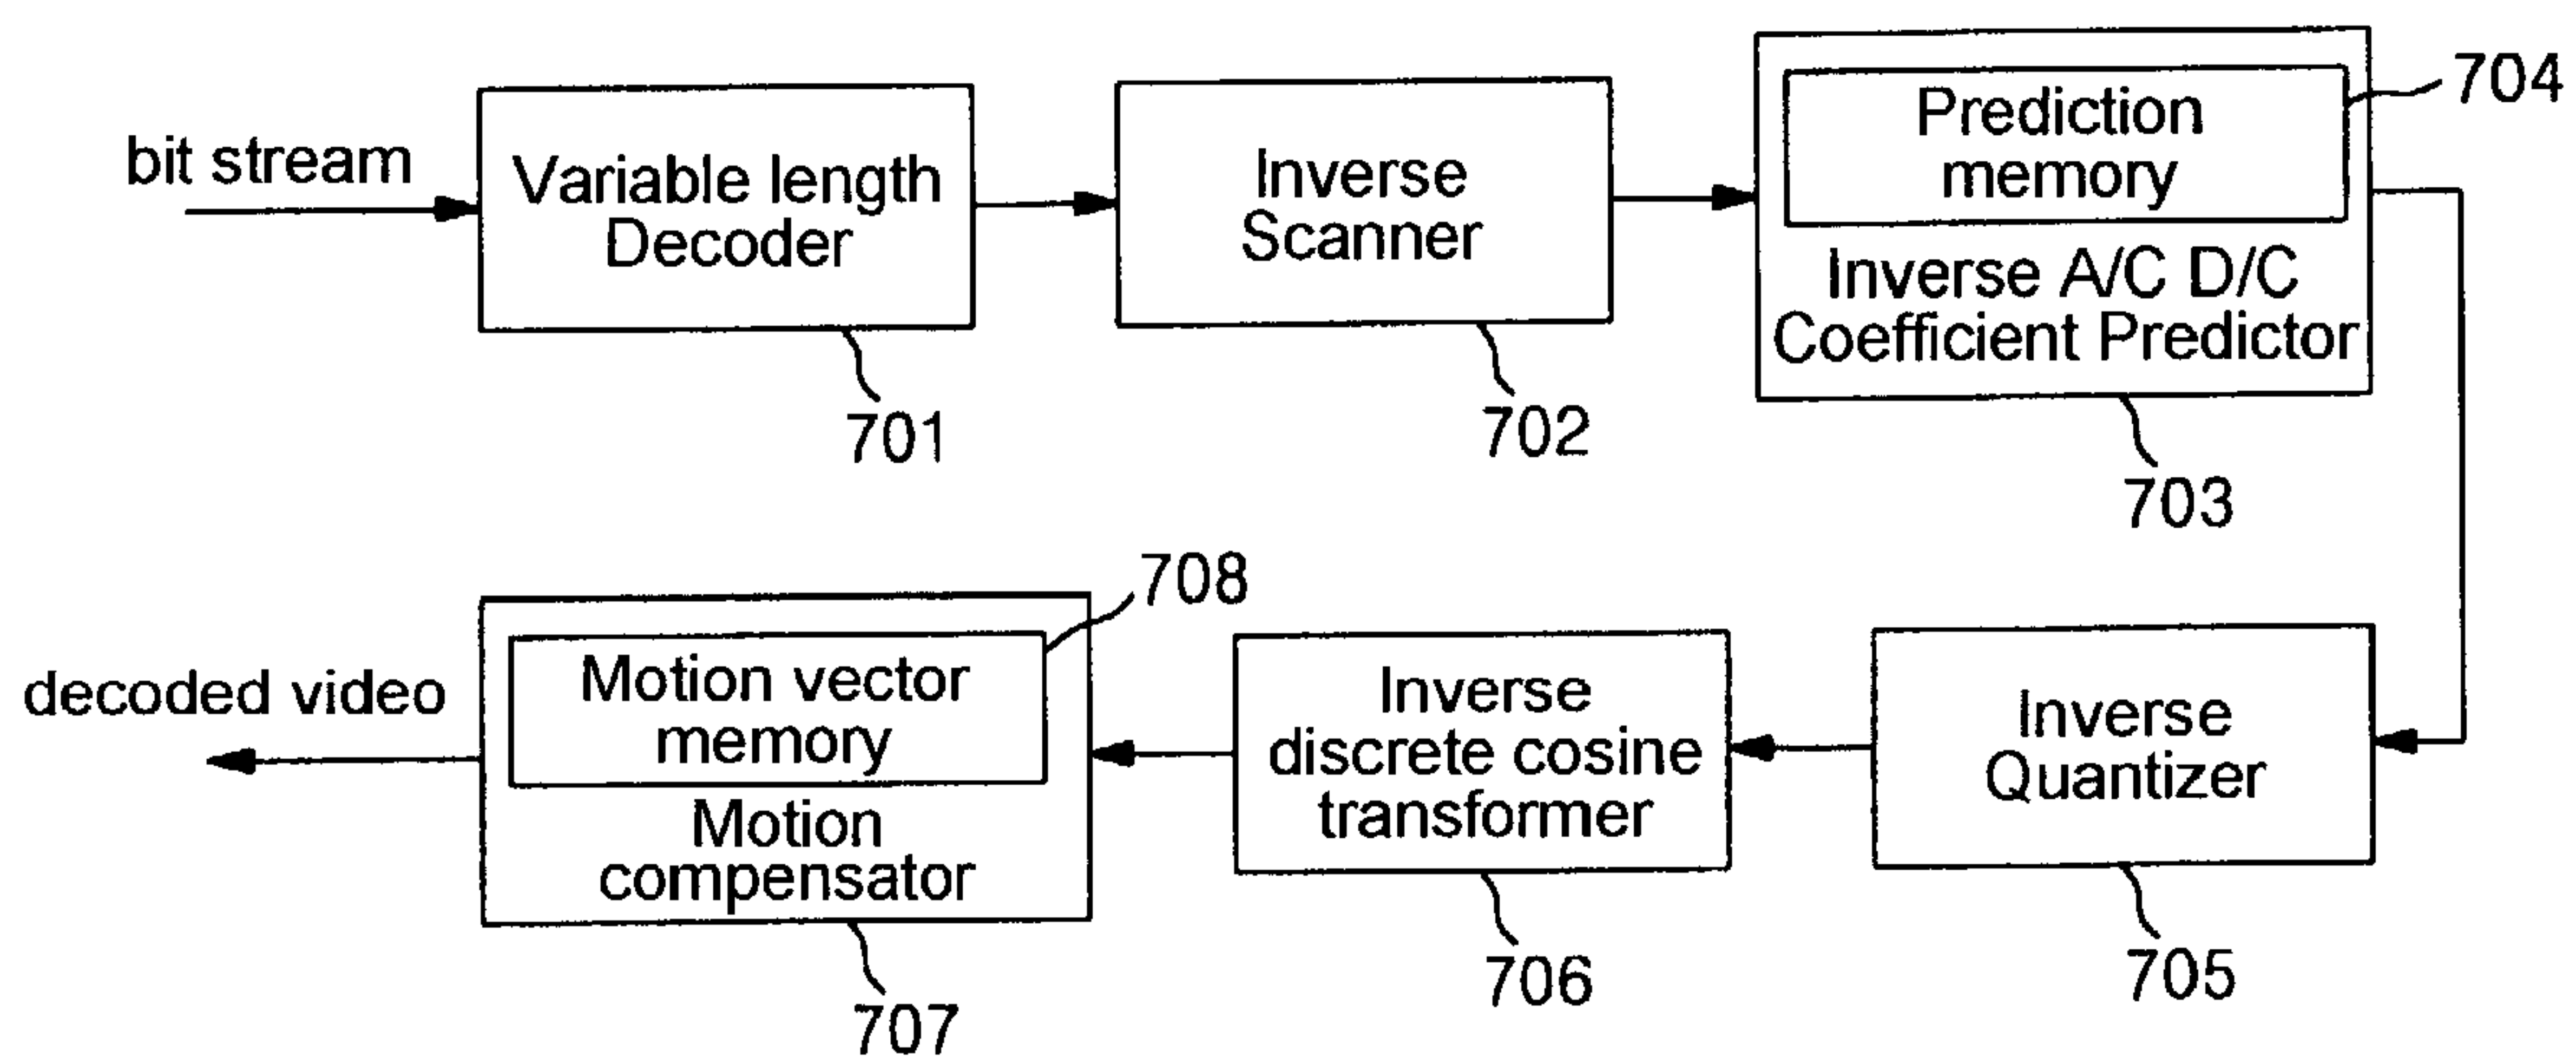 bit stream
Variable length
Decoder
701
Inverse
Scanner
702
Prediction
memory
704
Inverse A/C D/C
Coefficient Predictor
703
decoded video
Motion vector
memory
708
Motion
compensator
707
Inverse
discrete cosine
transformer
706
Inverse
Quantizer
705